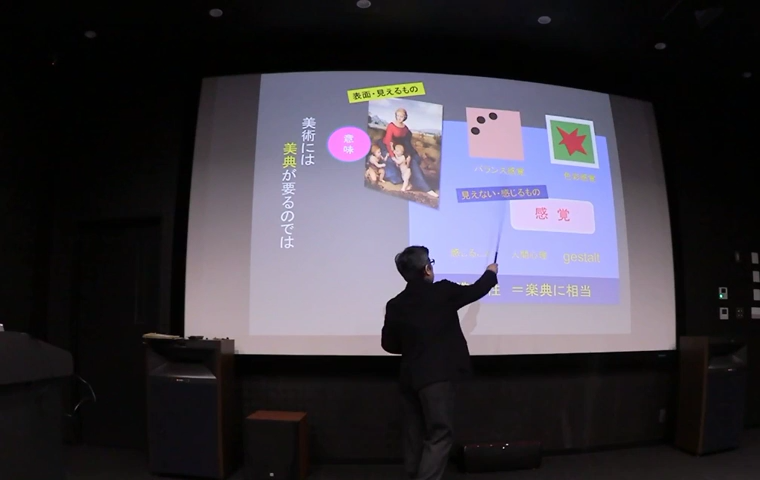 美術には
美典が要るのでは
表面・見えるもの
意味
バランス感覚
見えない・感じるもの
感覚
gestalt
性 ＝楽典に相当